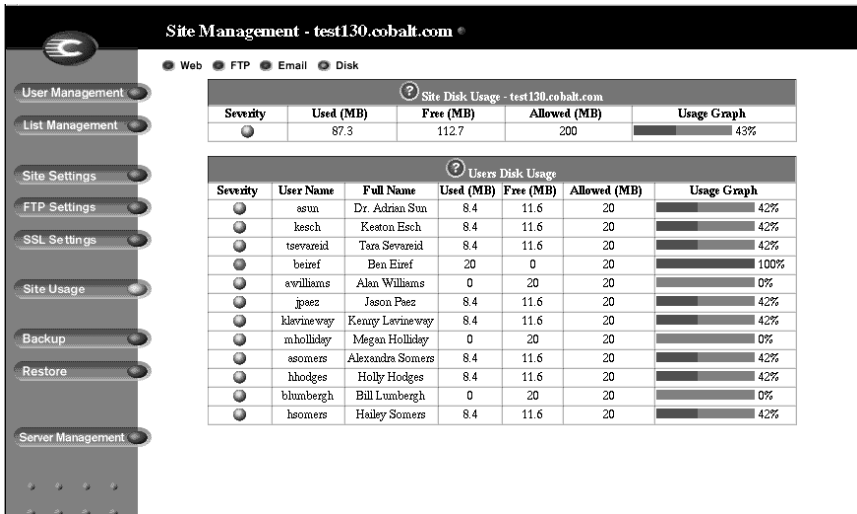 Site Management - test130.cobalt.com
Web FTP Email Disk
User Management
List Management
Site Settings
FTP Settings
SSL Settings
Site Usage
Backup
Restore
Server Management
? Site Disk Usage - test130.cobalt.com
Severity Used (MB) Free (MB) Allowed (MB) Usage Graph
87.3 112.7 200 43%
? Users Disk Usage
Severity User Name Full Name Used (MB) Free (MB) Allowed (MB) Usage Graph
asun Dr. Adrian Sun 8.4 11.6 20 42%
kesch Keaton Esch 8.4 11.6 20 42%
tsevareid Tara Sevareid 8.4 11.6 20 42%
beiref Ben Eiref 20 0 20 100%
awilliams Alan Williams 0 20 20 0%
jpaez Jason Paez 8.4 11.6 20 42%
klavineway Kenny Lavineway 8.4 11.6 20 42%
mholliday Megan Holliday 0 20 20 0%
asomers Alexandra Somers 8.4 11.6 20 42%
hhodges Holly Hodges 8.4 11.6 20 42%
blumbergh Bill Lumbergh 0 20 20 0%
hsomers Hailey Somers 8.4 11.6 20 42%